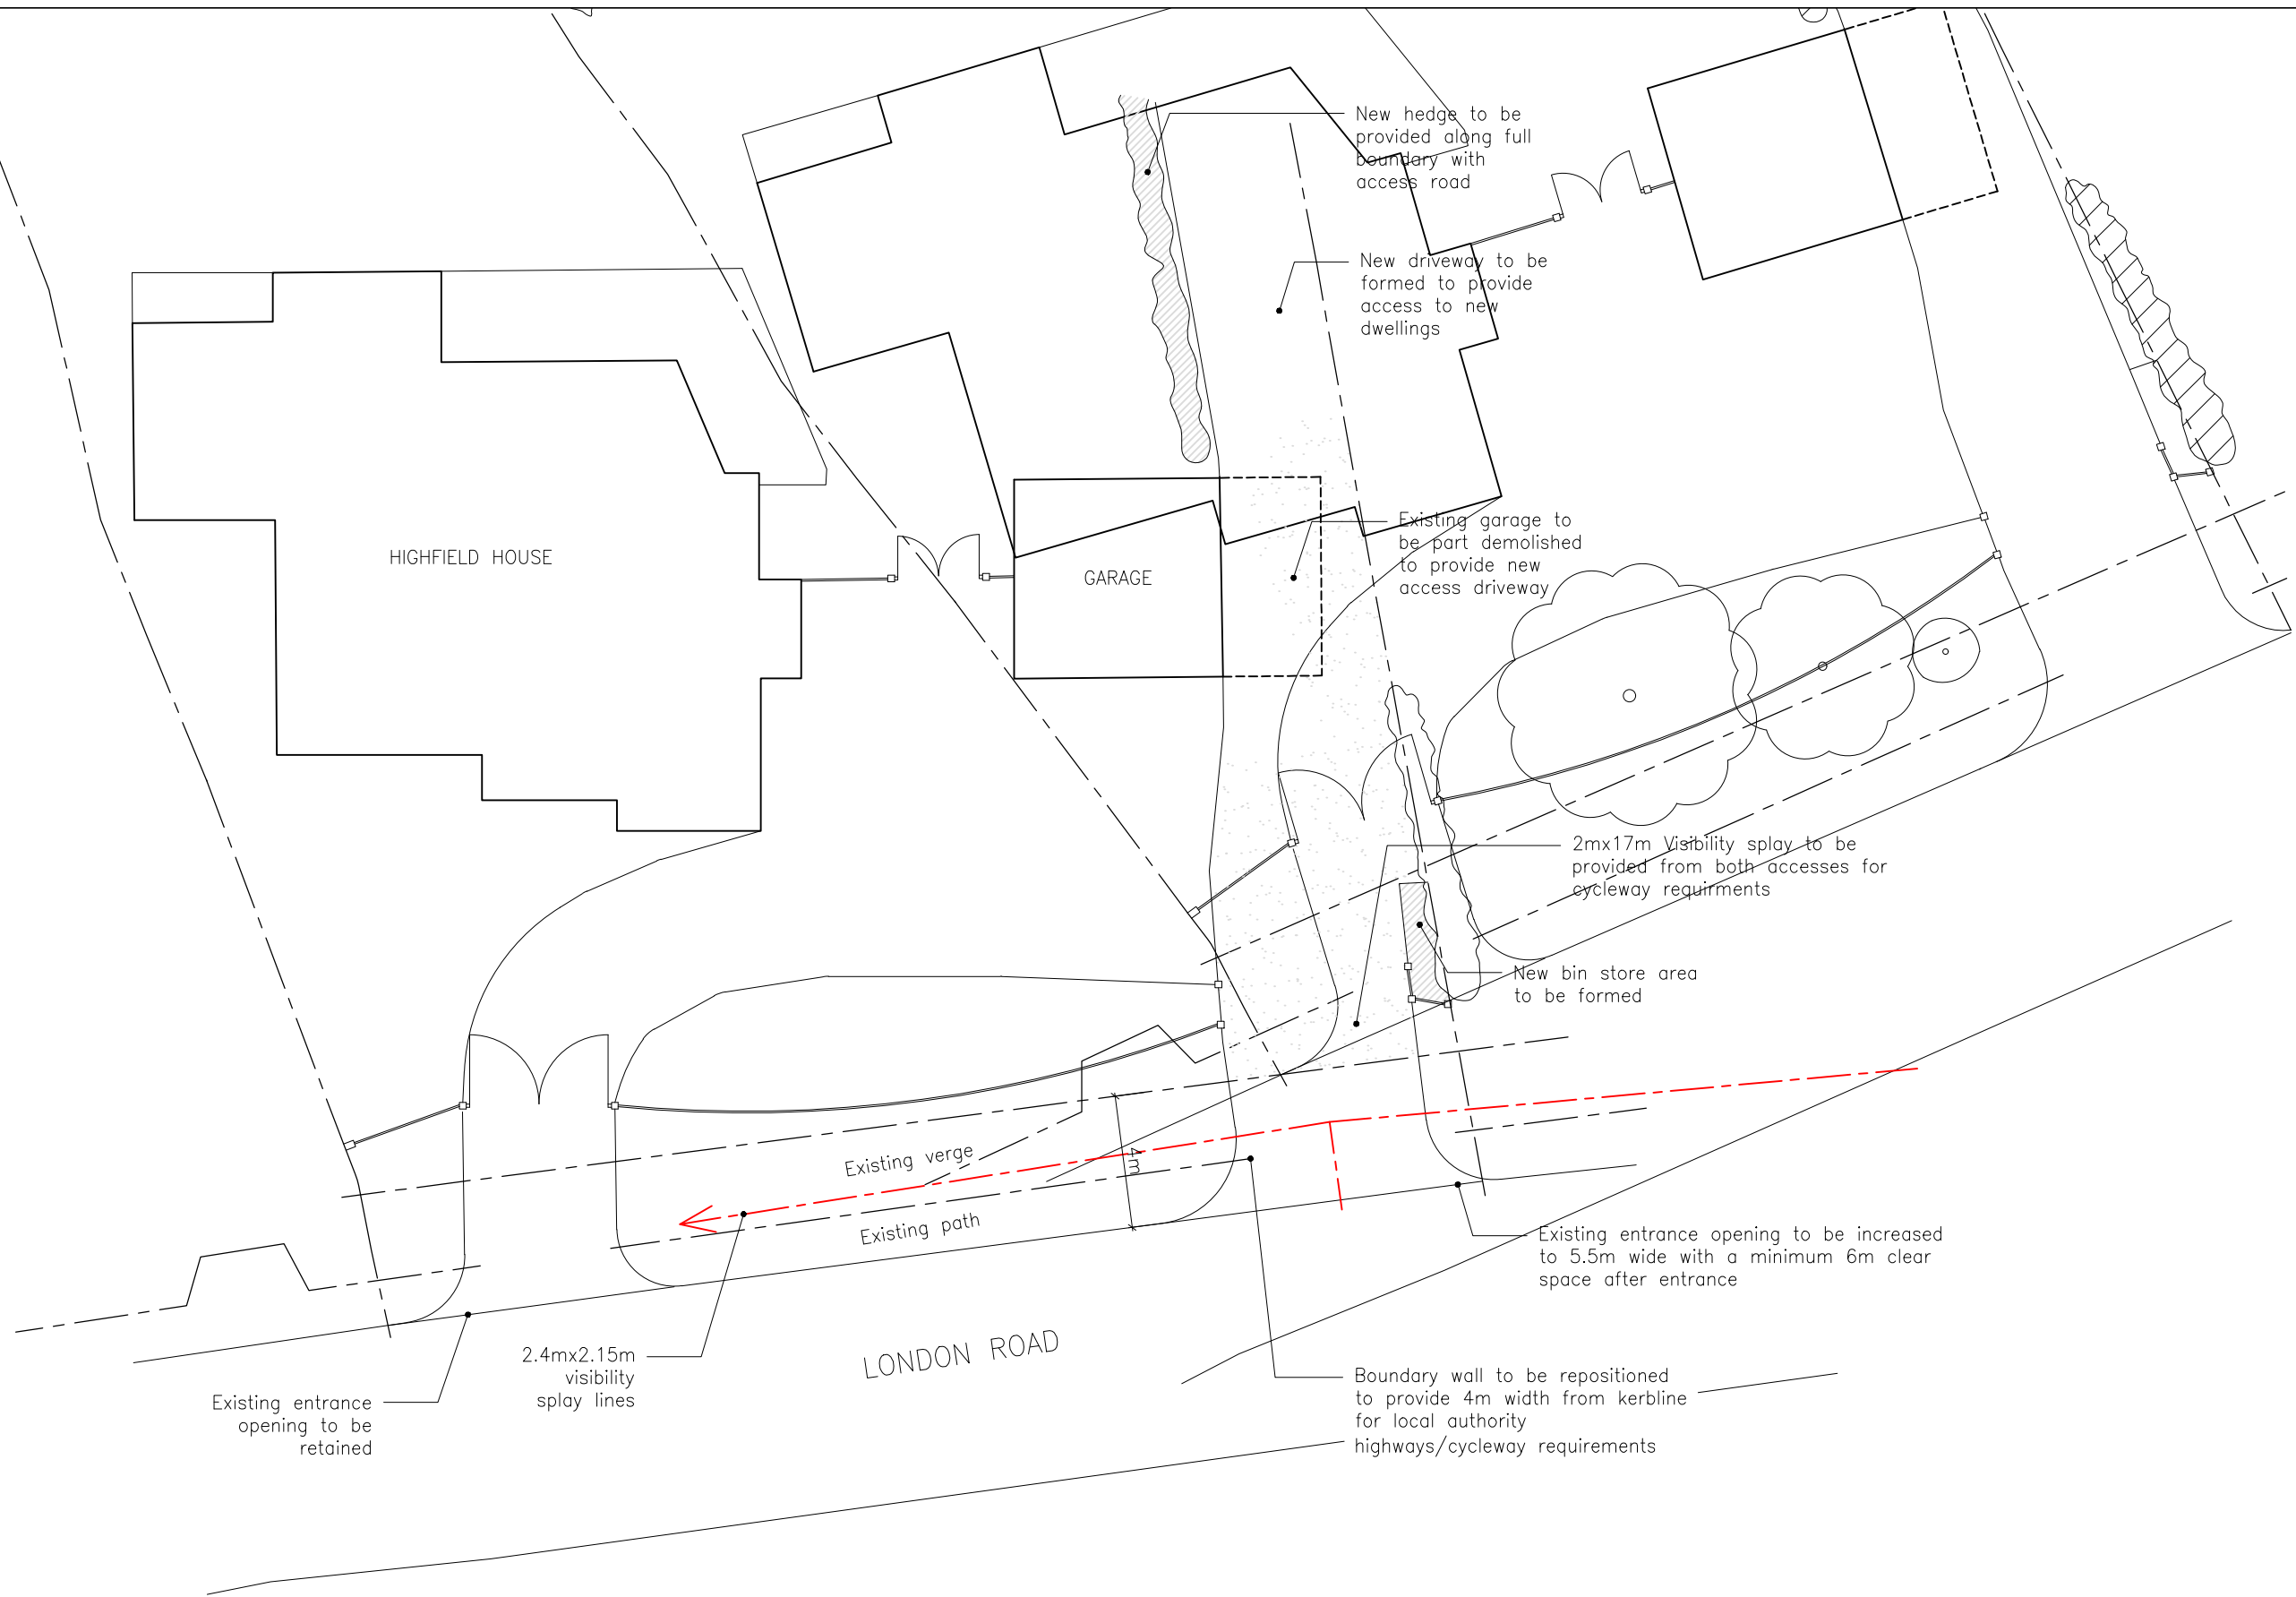 New hedge to be
provided along full
boundary with
access road
New driveway to be
formed to provide
access to new
dwellings
Existing garage to
be part demolished
to provide new
access driveway
HIGHFIELD HOUSE
GARAGE
2mx17m Visibility splay to be
provided from both accesses for
cycleway requirments
New bin store area
to be formed
Existing verge
4m
Existing path
Existing entrance opening to be increased
to 5.5m wide with a minimum 6m clear
space after entrance
LONDON ROAD
2.4mx2.15m
visibility
splay lines
Existing entrance
opening to be
retained
Boundary wall to be repositioned
to provide 4m width from kerbline
for local authority
highways/cycleway requirements